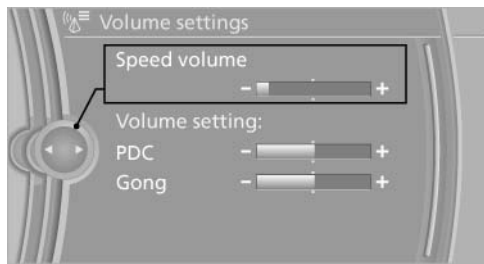 Volume settings
Speed volume
- +
Volume setting:
PDC - +
Gong - +